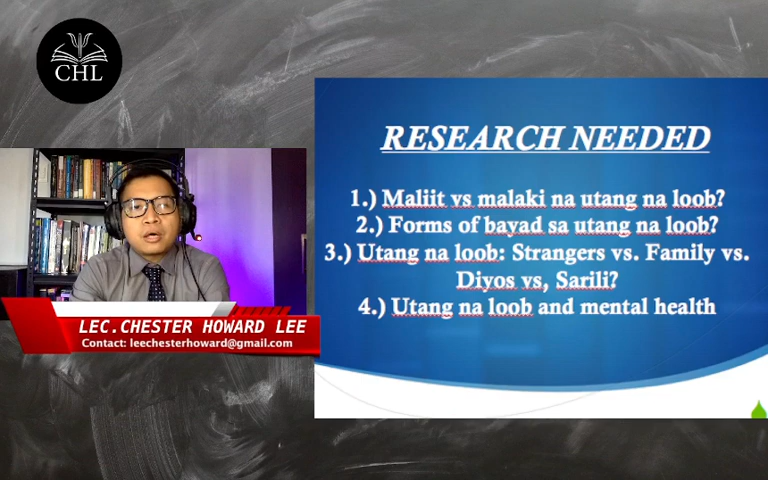 CHL
RESEARCH NEEDED
1.) Maliit vs malaki na utang na loob?
2.) Forms of bayad sa utang na loob?
3.) Utang na loob: Strangers vs. Family vs.
Diyos vs, Sarili?
4.) Utang na loob and mental health
LEC.CHESTER HOWARD LEE
Contact: leechesterhoward@gmail.com